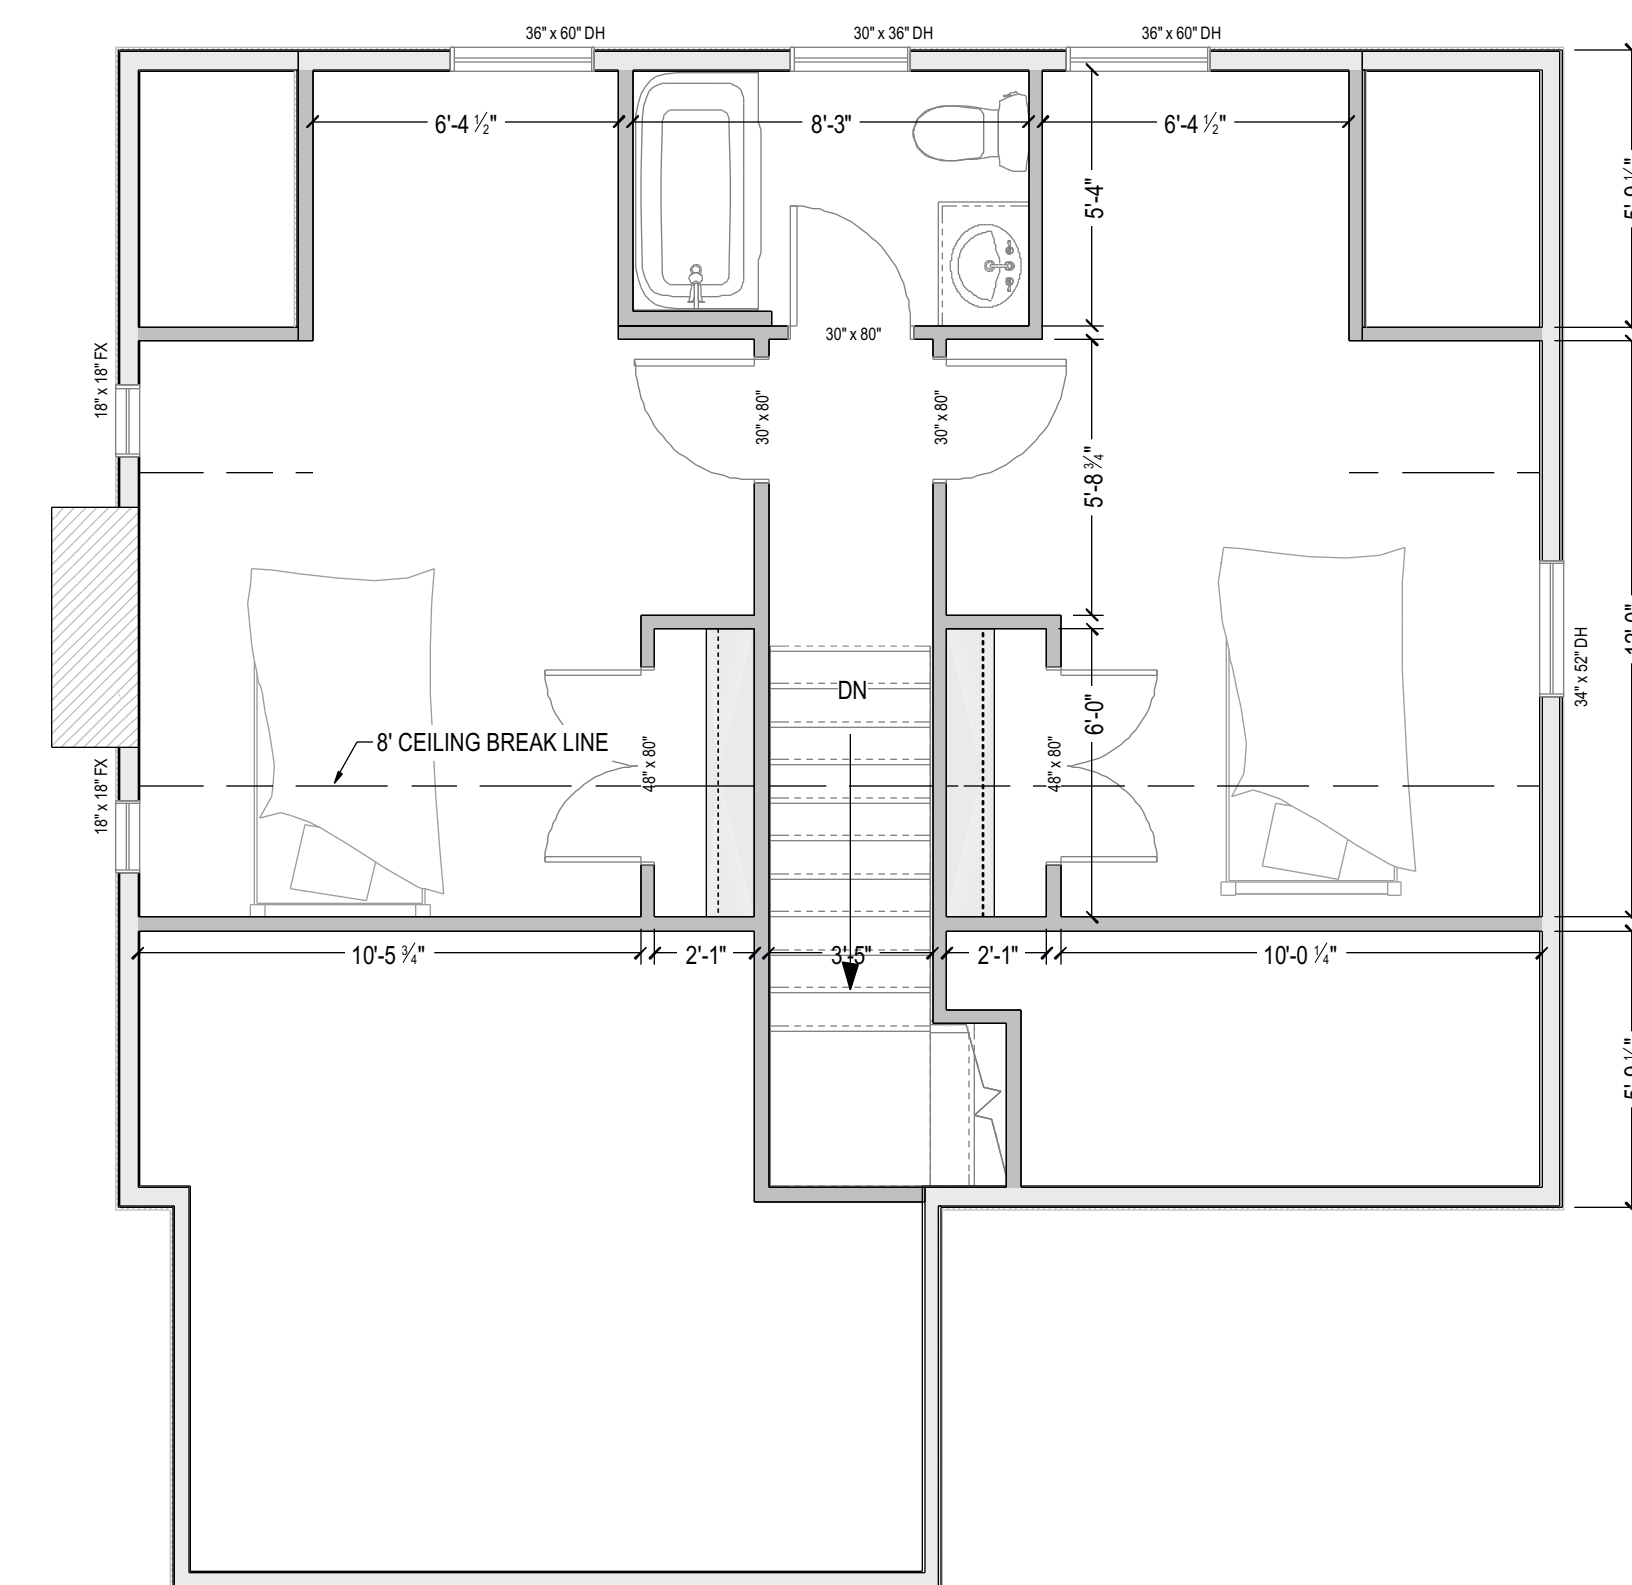 36" x 60" DH
30" x 36" DH
36" x 60" DH
6'-4 ½"
8'-3"
6'-4 ½"
5'-4"
30" x 80"
18" x 18" FX
30" x 80"
30" x 80"
5'-8 ¾"
34" x 52" DH
DN
6'-0"
8' CEILING BREAK LINE
48" x 80"
48" x 80"
18" x 18" FX
10'-5 ¾"
2'-1"
3'-5"
2'-1"
10'-0 ¼"